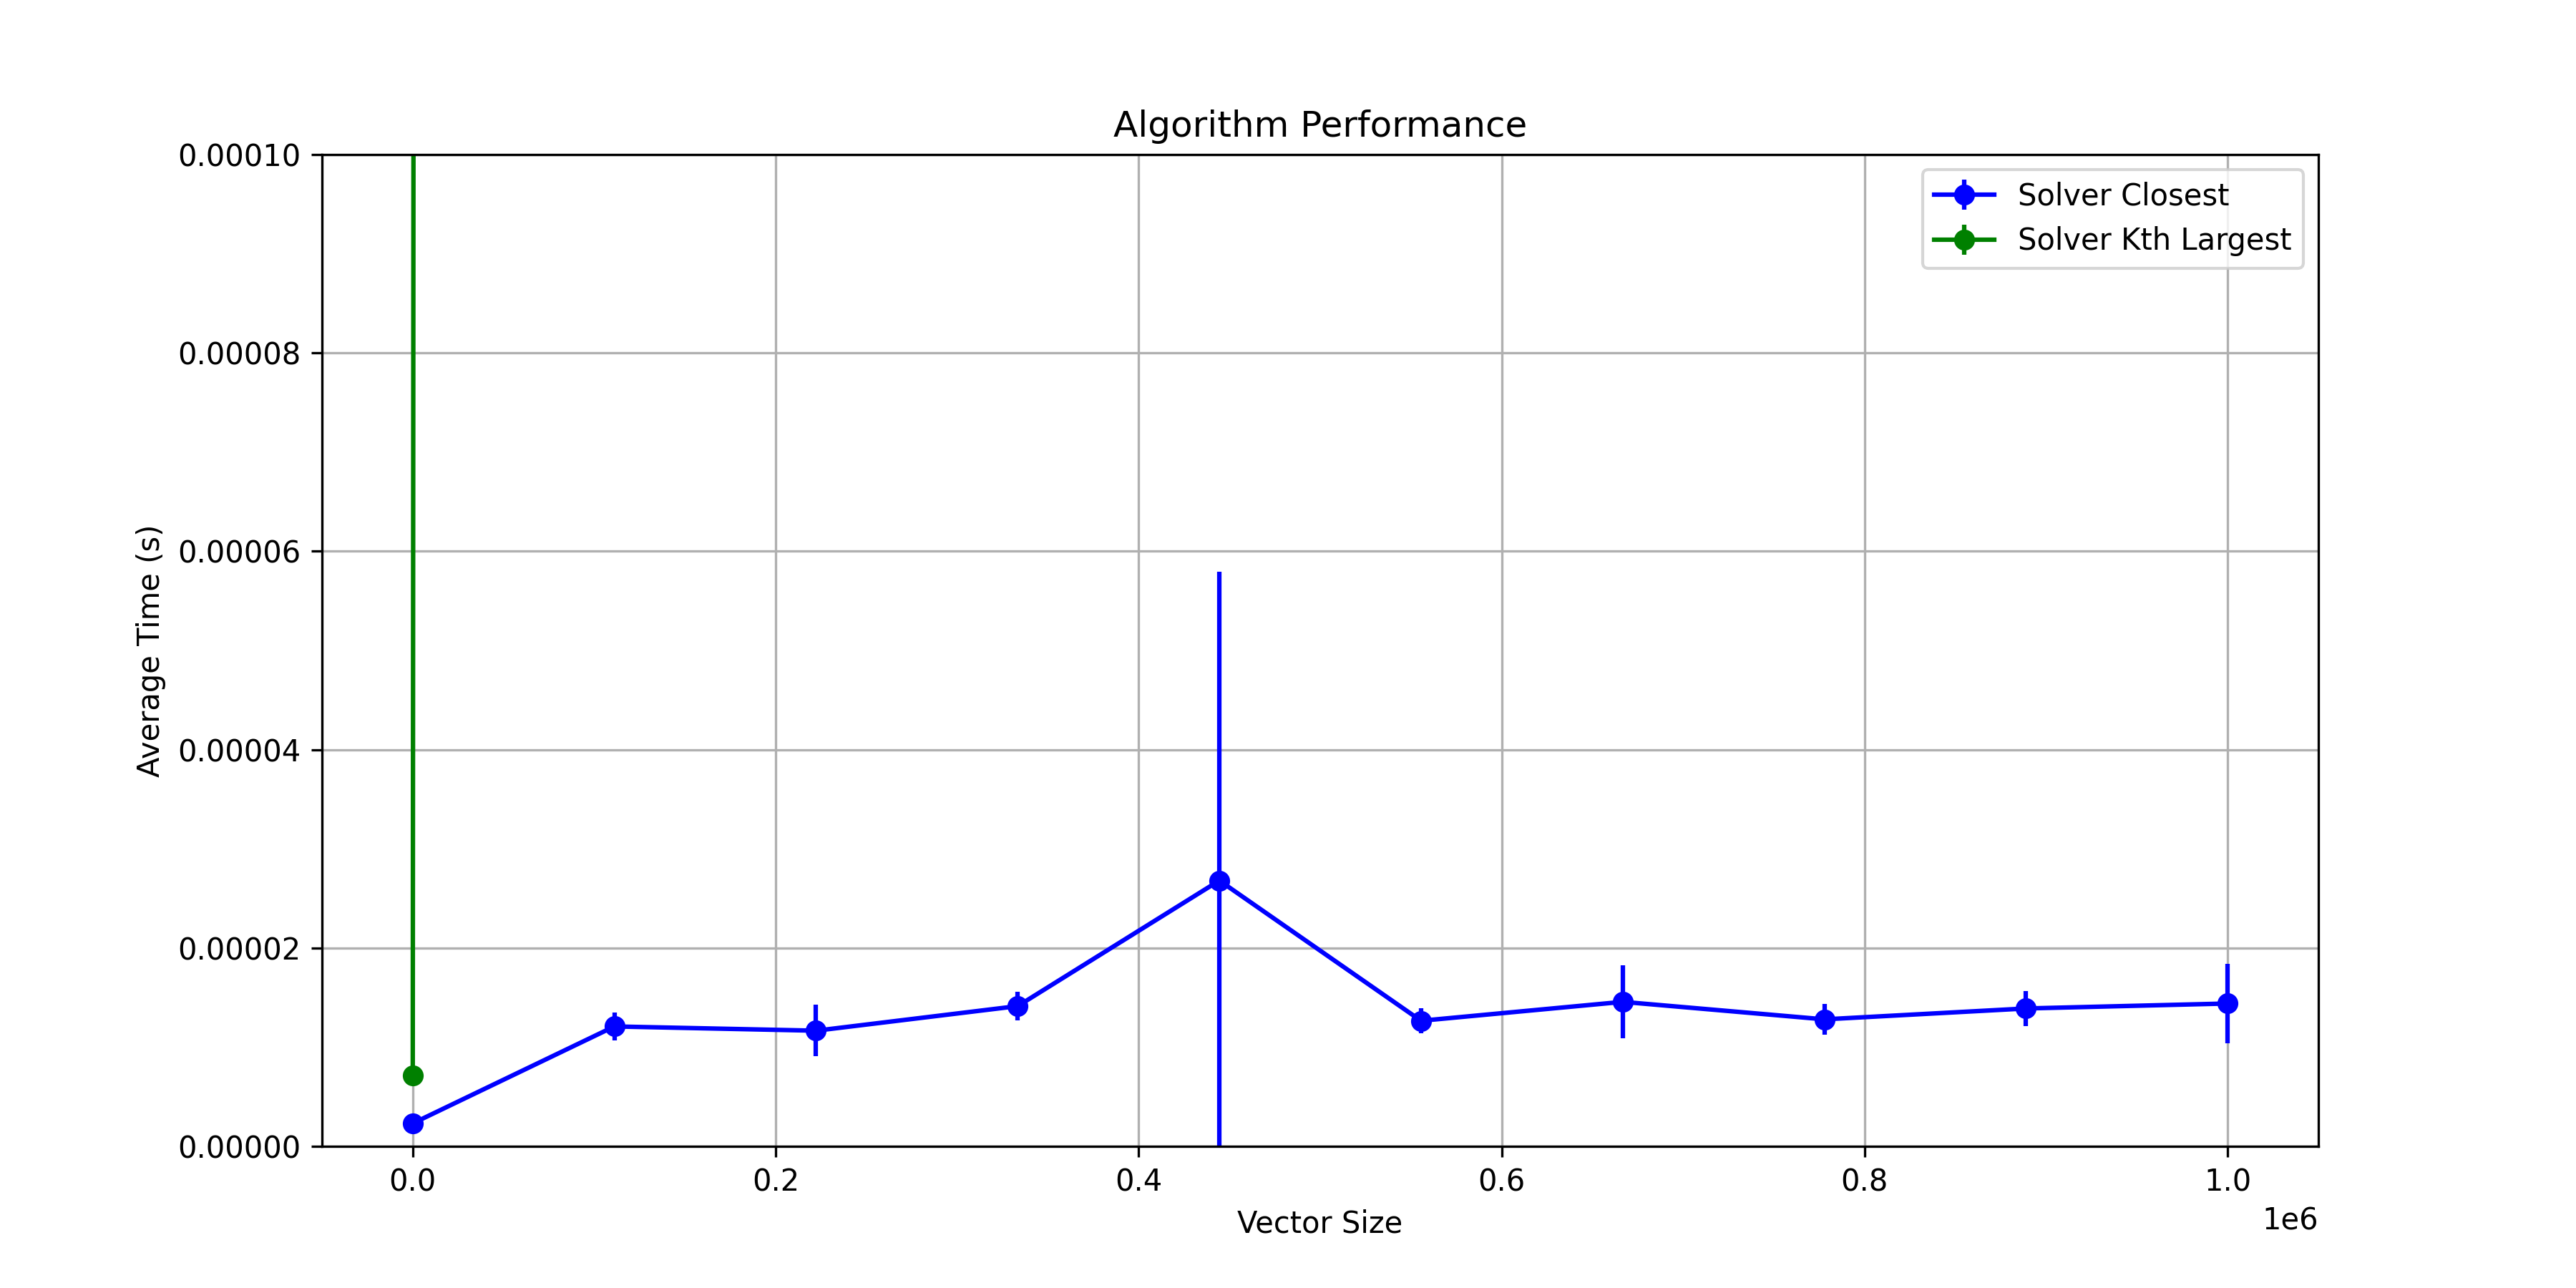 Algorithm Performance
0.00010
0.00008
0.00006
0.00004
0.00002
0.00000
Average Time (s)
Solver Closest
Solver Kth Largest
0.0 0.2 0.4 0.6 0.8 1.0
1e6
Vector Size